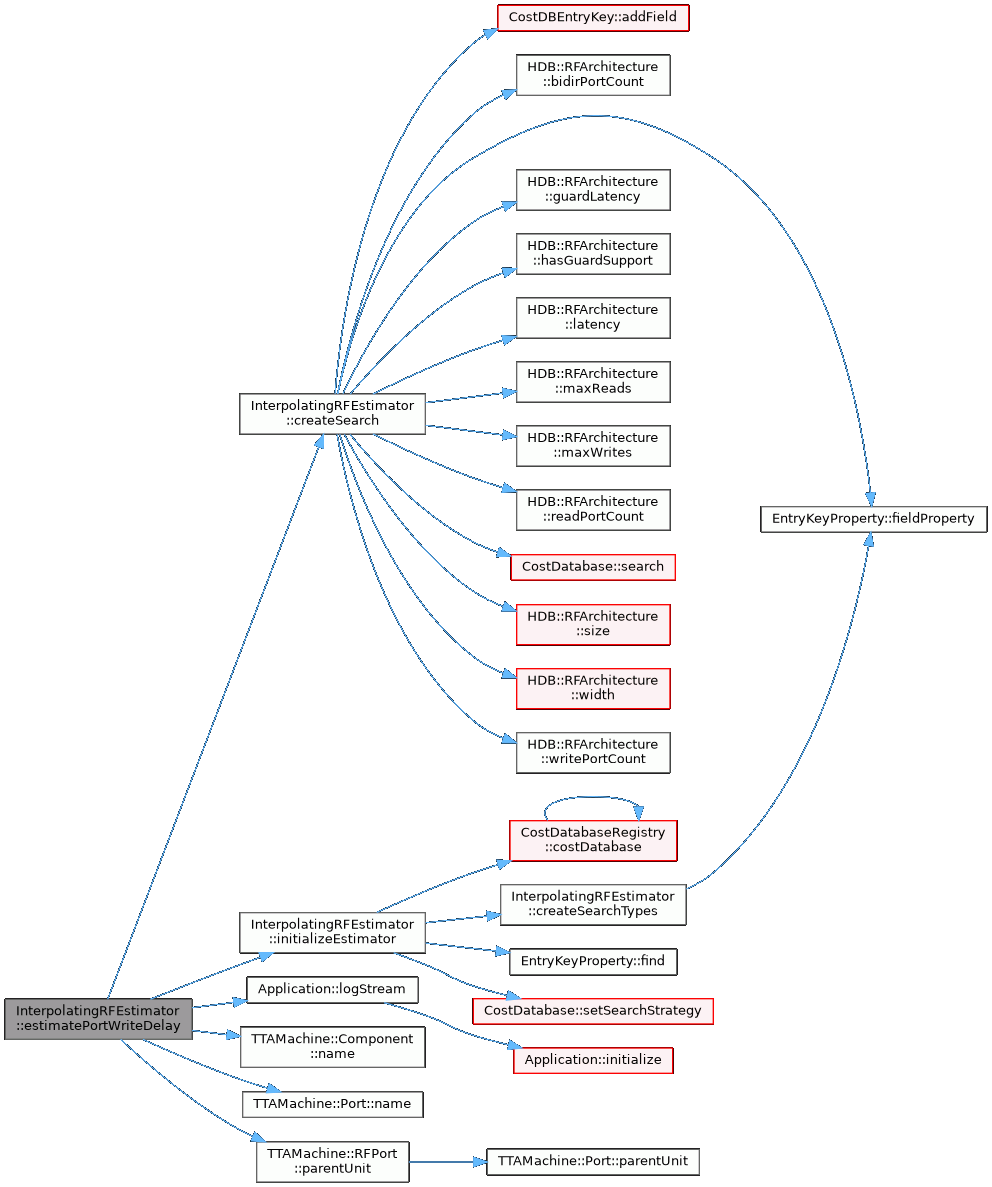 CostDBEntryKey::addField
HDB::RFArchitecture
::bidirPortCount
HDB::RFArchitecture
::guardLatency
HDB::RFArchitecture
::hasGuardSupport
HDB::RFArchitecture
::latency
HDB::RFArchitecture
::maxReads
InterpolatingRFEstimator
::createSearch
HDB::RFArchitecture
::maxWrites
HDB::RFArchitecture
::readPortCount
EntryKeyProperty::fieldProperty
CostDatabase::search
HDB::RFArchitecture
::size
HDB::RFArchitecture
::width
HDB::RFArchitecture
::writePortCount
CostDatabaseRegistry
::costDatabase
InterpolatingRFEstimator
::createSearchTypes
InterpolatingRFEstimator
::initializeEstimator
EntryKeyProperty::find
Application::logStream
CostDatabase::setSearchStrategy
InterpolatingRFEstimator
::estimatePortWriteDelay
TTAMachine::Component
::name
Application::initialize
TTAMachine::Port::name
TTAMachine::RFPort
::parentUnit
TTAMachine::Port::parentUnit